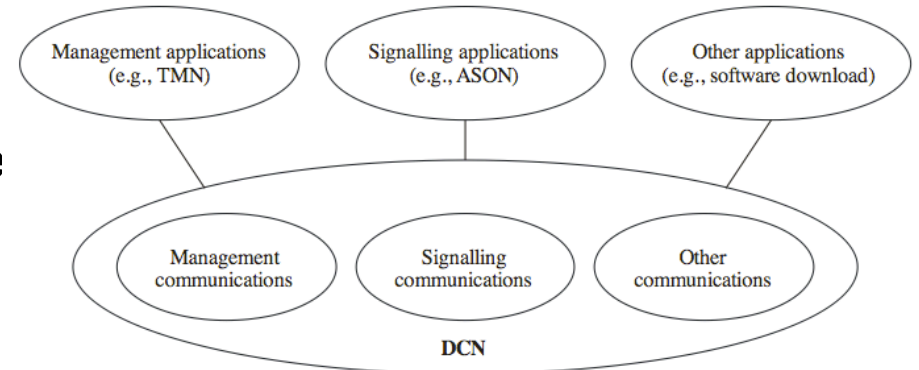 Management applications
(e.g., TMN)
Signalling applications
(e.g., ASON)
Other applications
(e.g., software download)
Management
communications
Signalling
communications
Other
communications
DCN